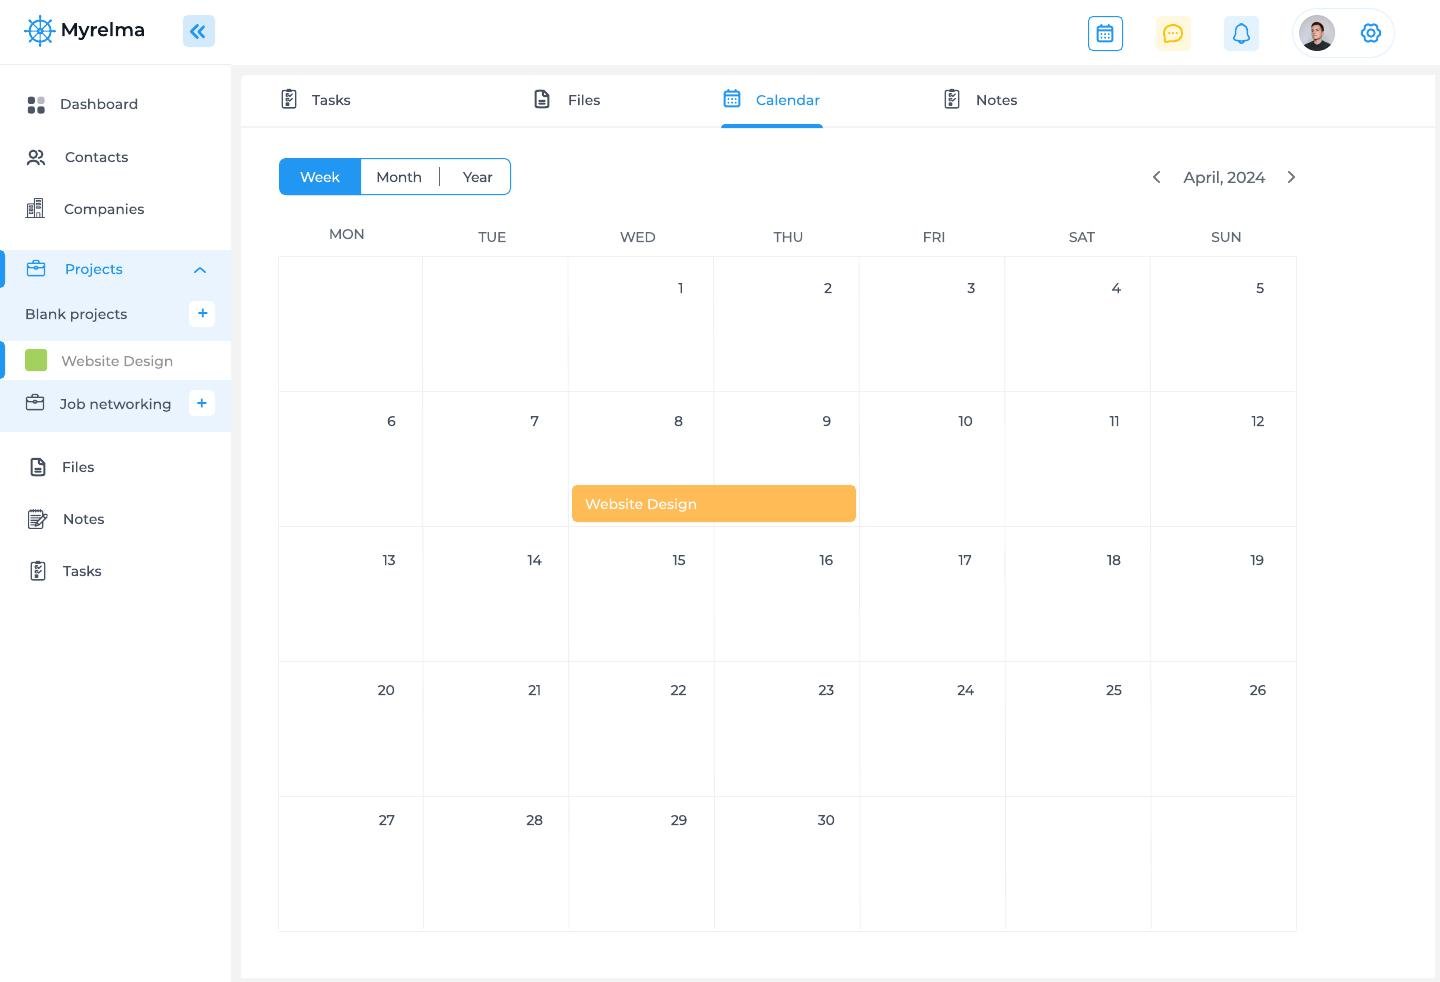 Myrelma
Dashboard
Contacts
Companies
Projects
Blank projects
+
Website Design
Job networking
+
Files
Notes
Tasks
Tasks Files Calendar Notes
Week Month Year
April, 2024
MON TUE WED THU FRI SAT SUN
1 2 3 4 5
6 7 8 9 10 11 12
Website Design
13 14 15 16 17 18 19
20 21 22 23 24 25 26
27 28 29 30